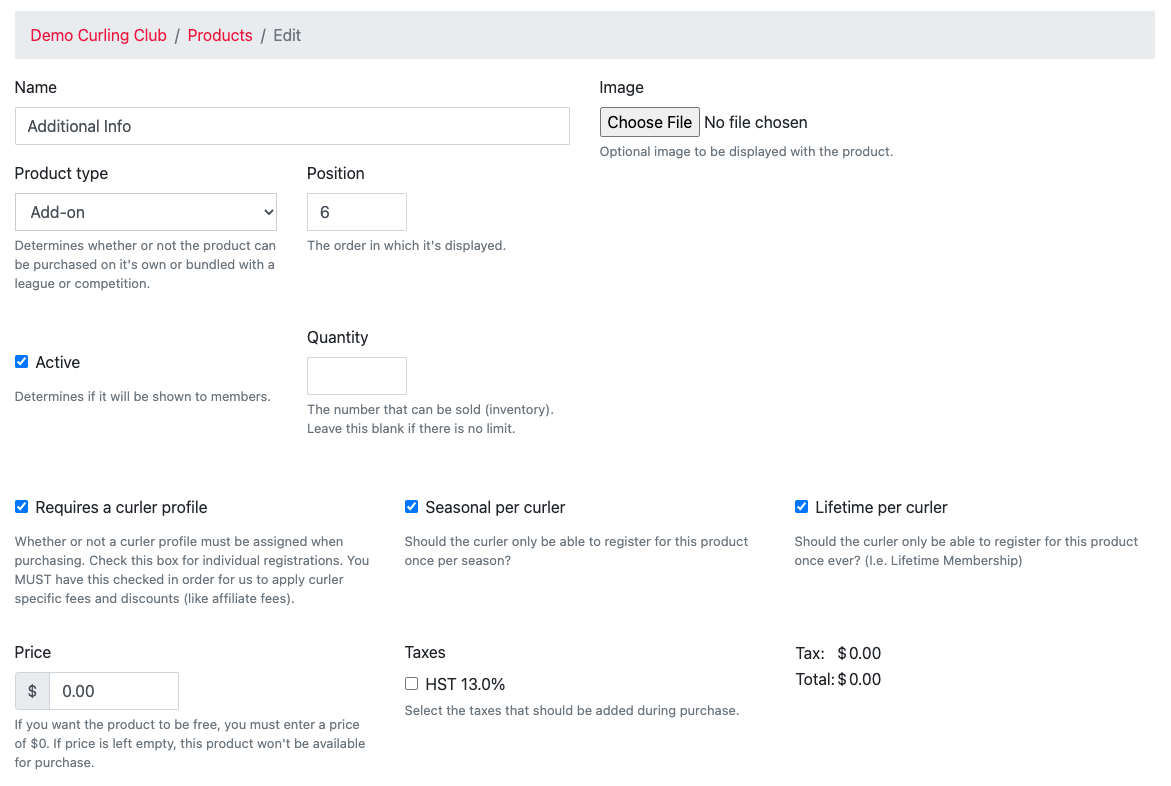 Demo Curling Club / Products / Edit
Name
Additional Info
Image
Choose File No file chosen
Optional image to be displayed with the product.
Product type
Add-on
Determines whether or not the product can
be purchased on it's own or bundled with a
league or competition.
Position
6
The order in which it's displayed.
Active
Determines if it will be shown to members.
Quantity
The number that can be sold (inventory).
Leave this blank if there is no limit.
Requires a curler profile
Whether or not a curler profile must be assigned when
purchasing. Check this box for individual registrations. You
MUST have this checked in order for us to apply curler
specific fees and discounts (like affiliate fees).
Seasonal per curler
Should the curler only be able to register for this product
once per season?
Lifetime per curler
Should the curler only be able to register for this product
once ever? (I.e. Lifetime Membership)
Price
$ 0.00
If you want the product to be free, you must enter a price
of $0. If price is left empty, this product won't be available
for purchase.
Taxes
HST 13.0%
Select the taxes that should be added during purchase.
Tax: $0.00
Total: $0.00